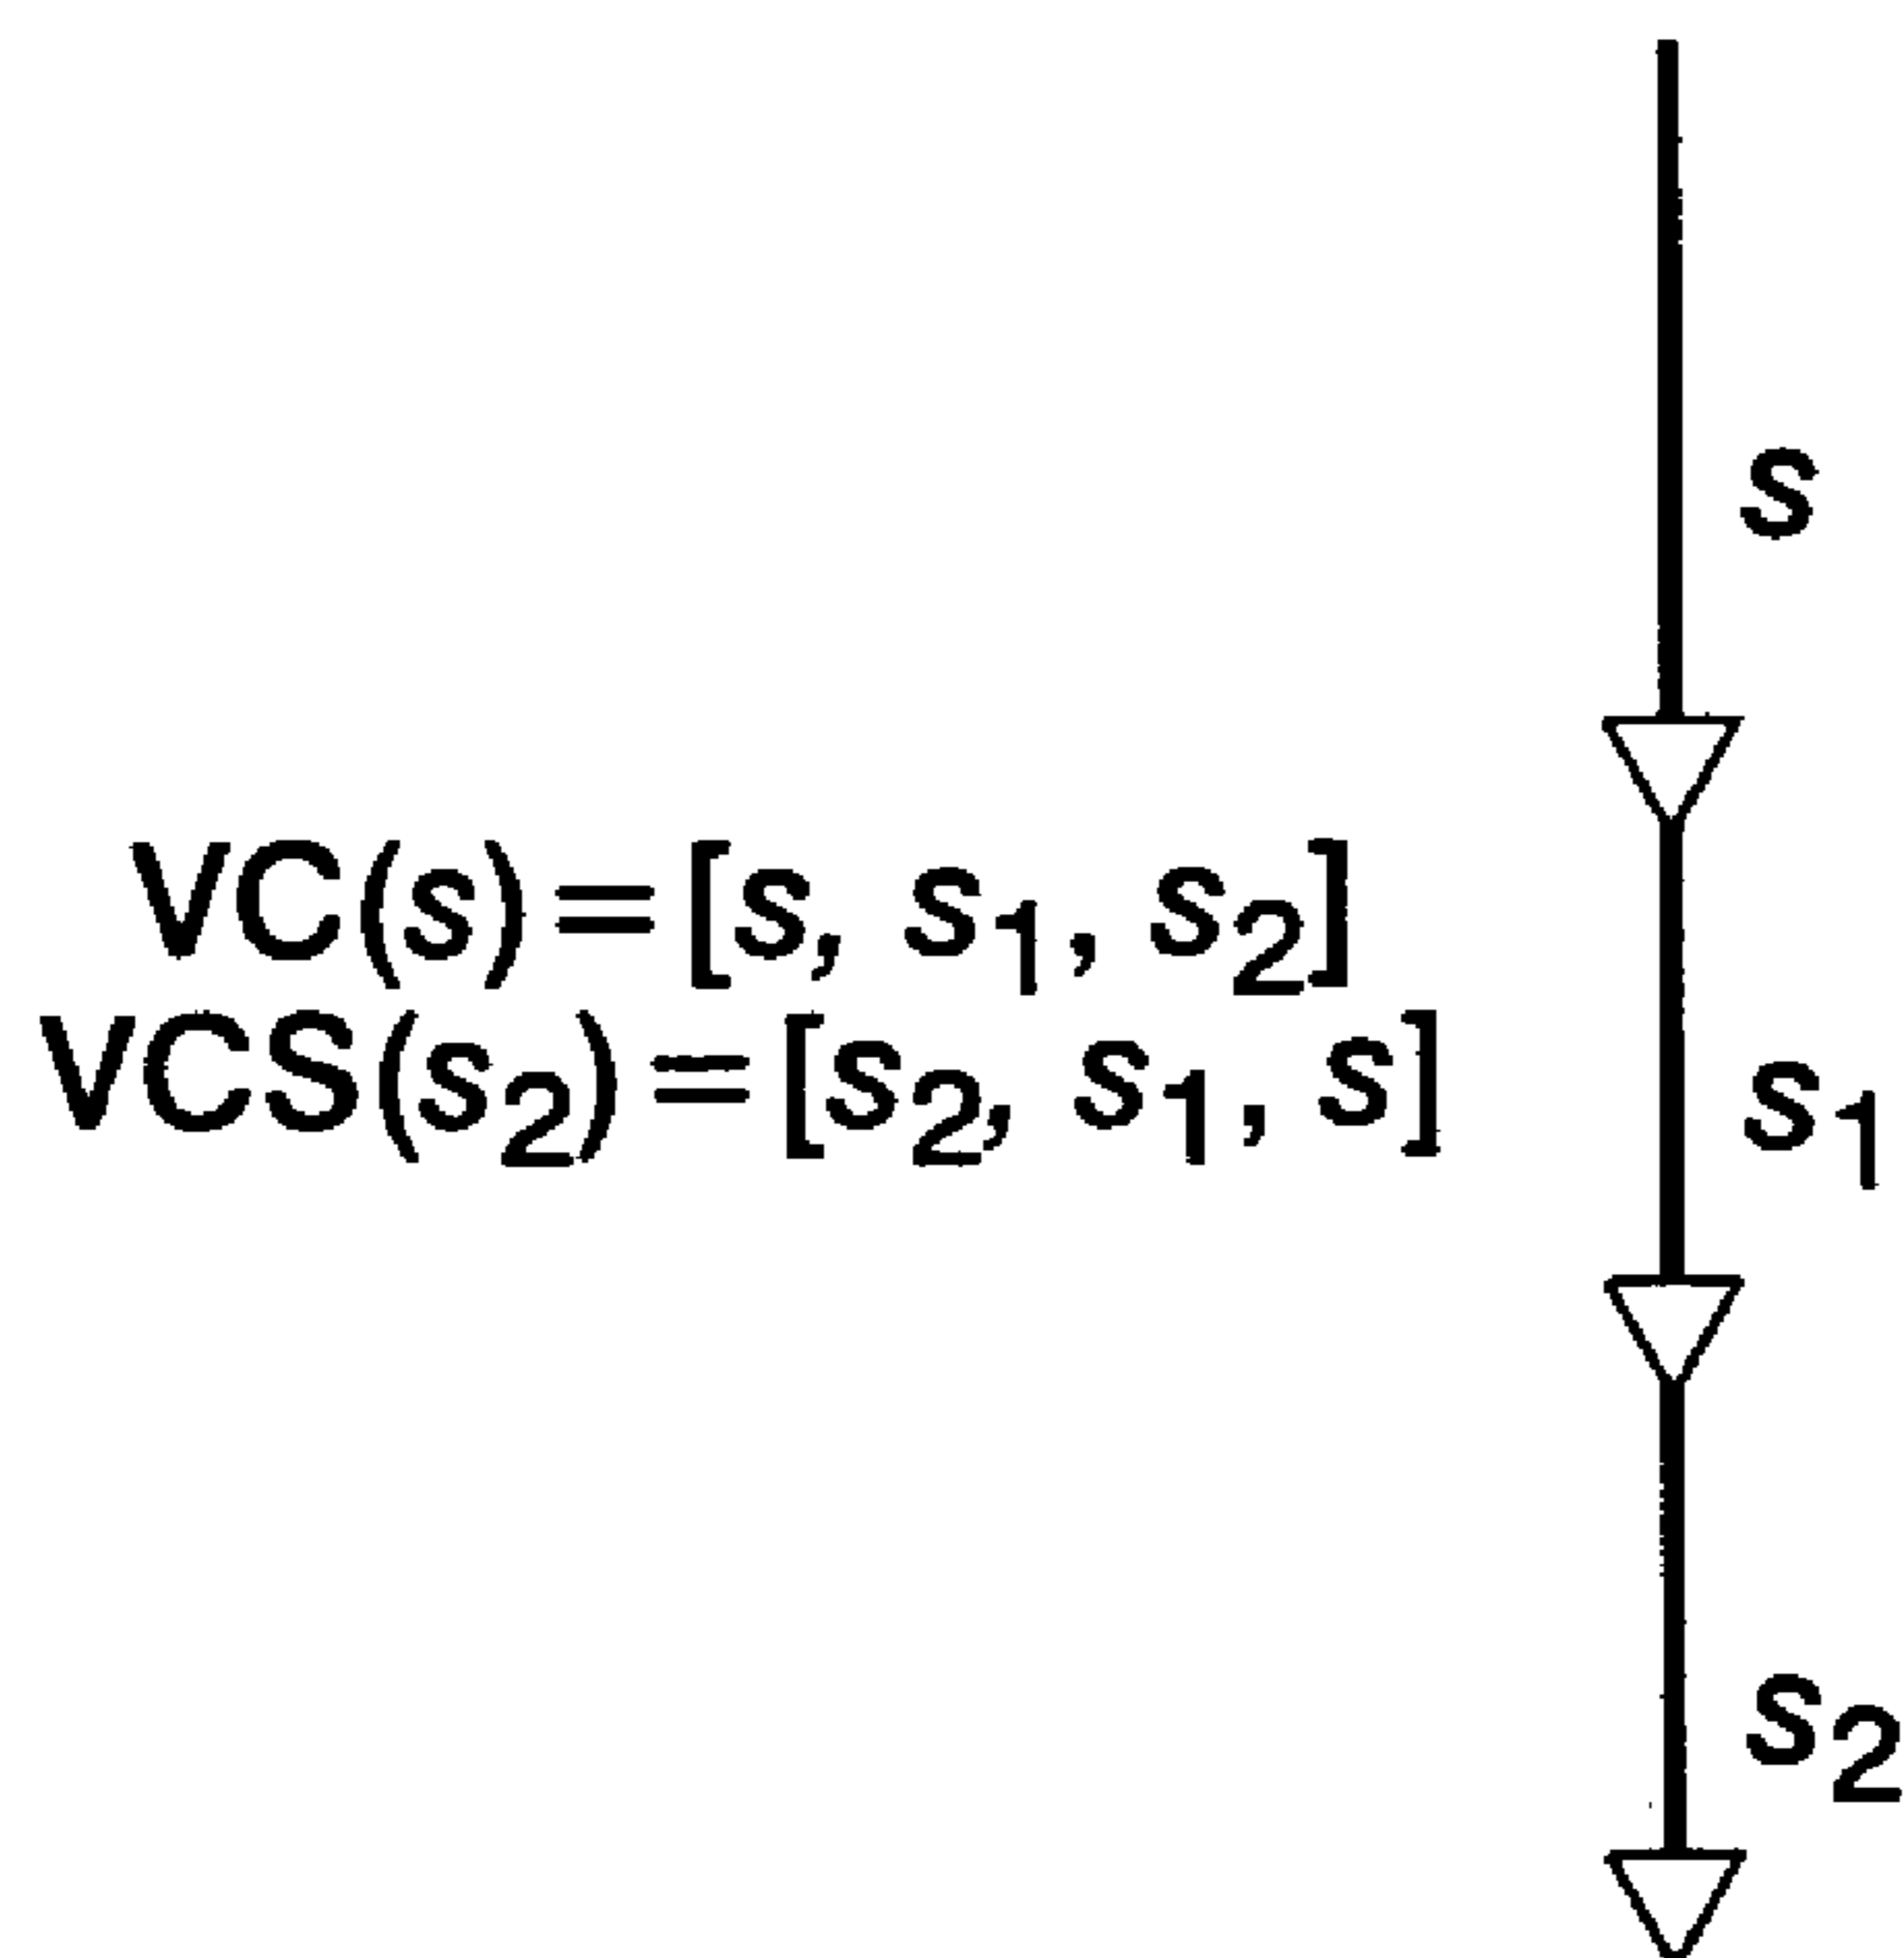 s
VC(s)=[s, s₁, s₂]
VCS(s₂)=[s₂, s₁, s]
s₁
s₂